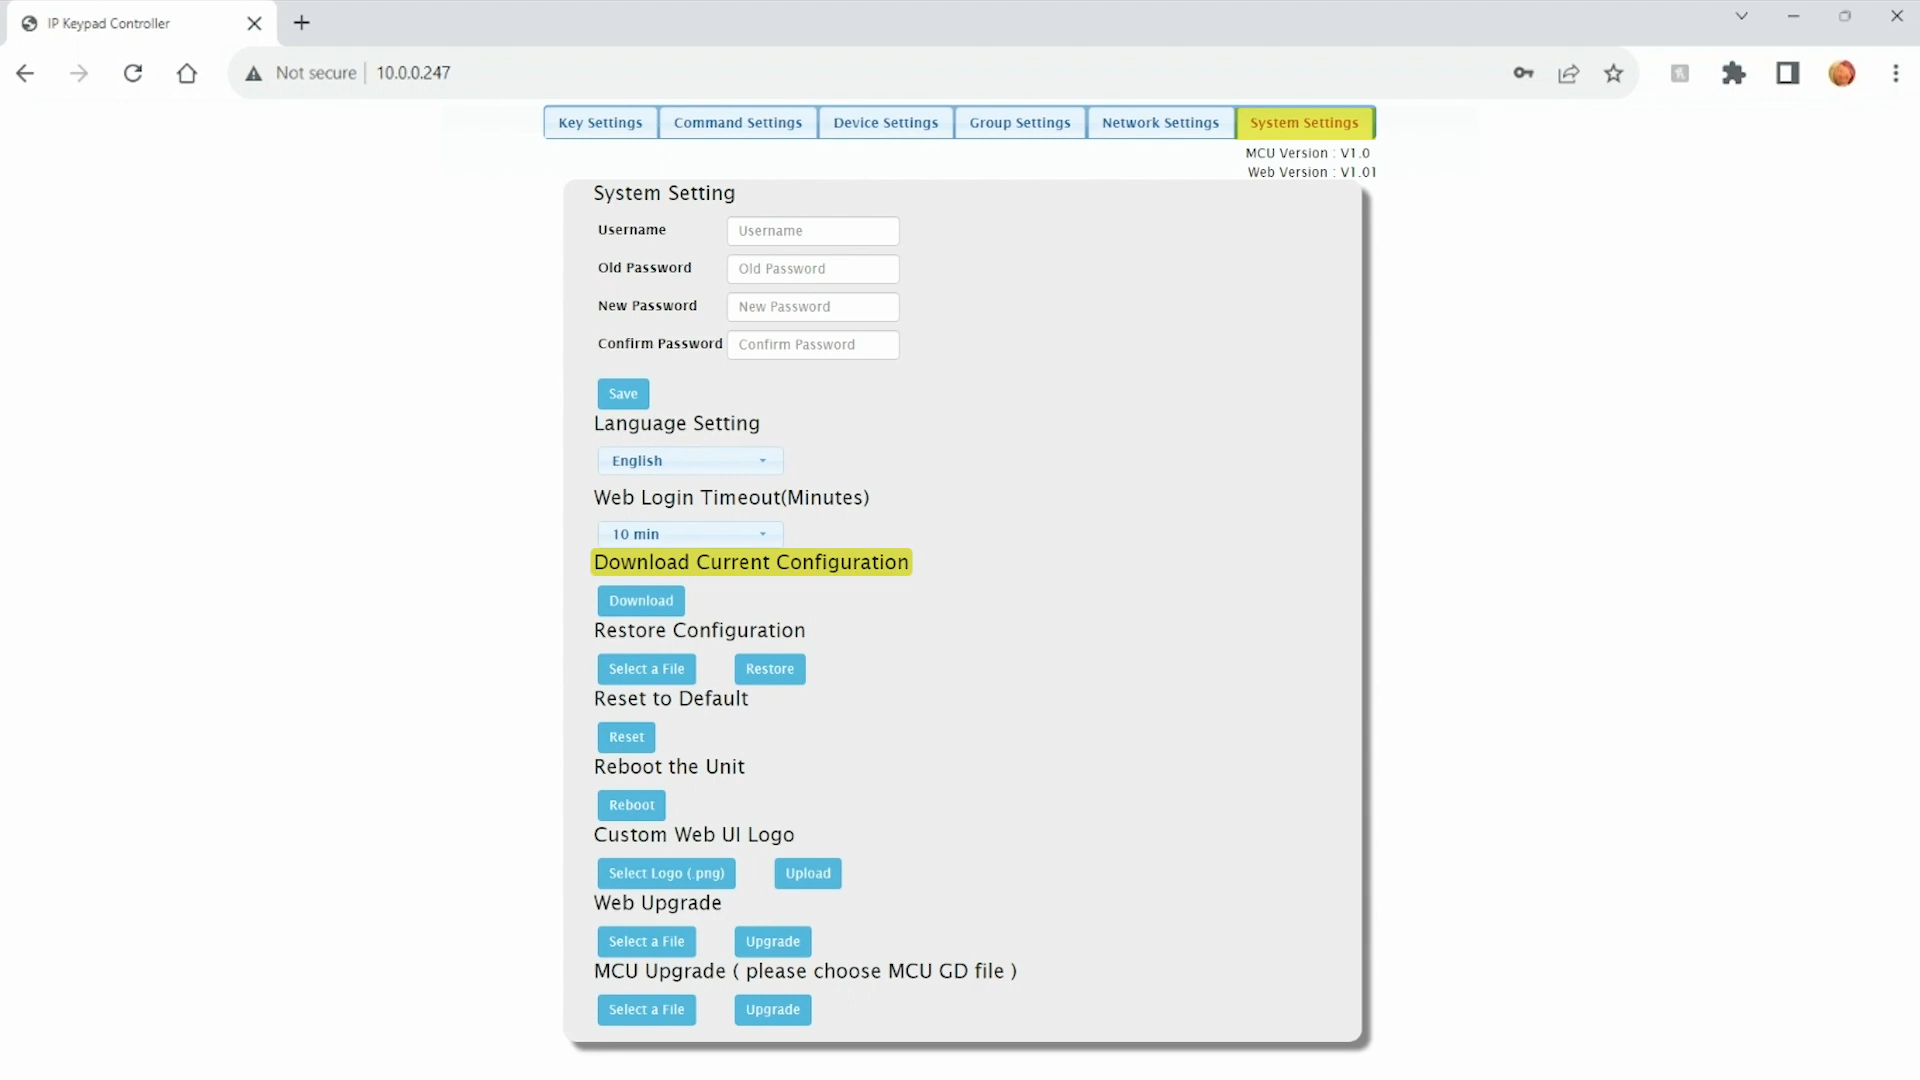 IP Keypad Controller
Not secure 10.0.0.247
Key Settings Command Settings Device Settings Group Settings Network Settings System Settings
MCU Version : V1.0
Web Version : V1.01
System Setting
Username Username
Old Password Old Password
New Password New Password
Confirm Password Confirm Password
Save
Language Setting
English
Web Login Timeout(Minutes)
10 min
Download Current Configuration
Download
Restore Configuration
Select a File Restore
Reset to Default
Reset
Reboot the Unit
Reboot
Custom Web UI Logo
Select Logo (.png) Upload
Web Upgrade
Select a File Upgrade
MCU Upgrade ( please choose MCU GD file )
Select a File Upgrade